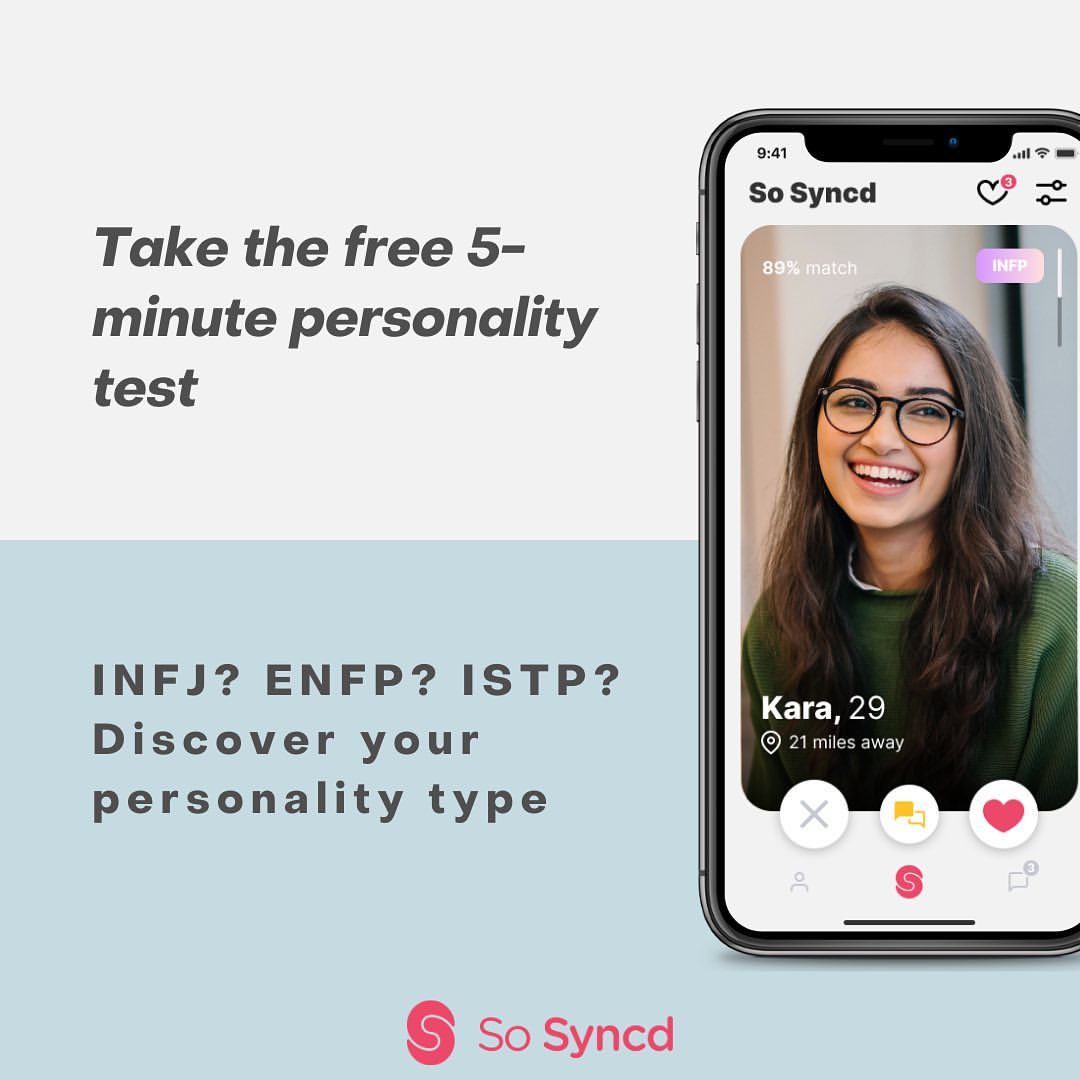 Take the free 5-
minute personality
test
INFJ? ENFP? ISTP?
Discover your
personality type
9:41
So Syncd
3
89% match
INFP
Kara, 29
21 miles away
3
So Syncd